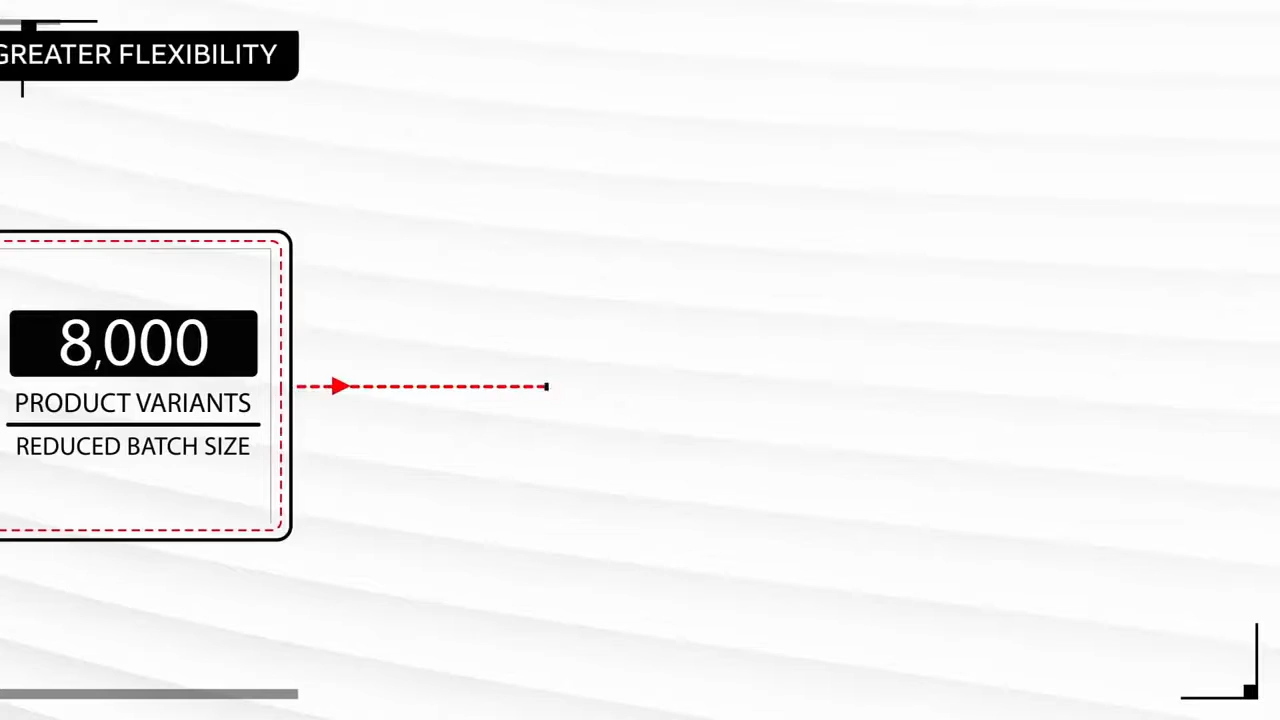 GREATER FLEXIBILITY
8,000
PRODUCT VARIANTS
REDUCED BATCH SIZE